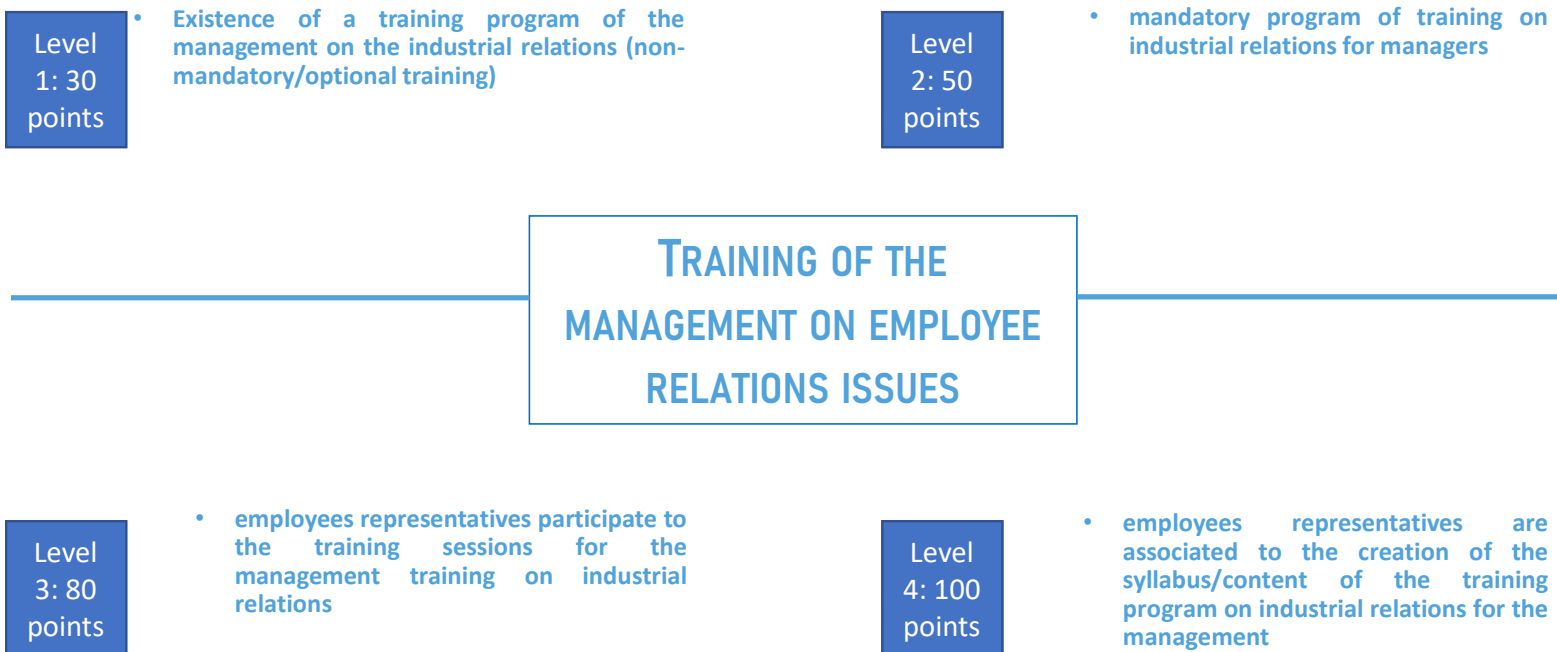 Level
1: 30
points
• Existence of a training program of the
management on the industrial relations (non-
mandatory/optional training)
Level
2: 50
points
• mandatory program of training on
industrial relations for managers
TRAINING OF THE
MANAGEMENT ON EMPLOYEE
RELATIONS ISSUES
Level
3: 80
points
• employees representatives participate to
the training sessions for the
management training on industrial
relations
Level
4: 100
points
• employees representatives are
associated to the creation of the
syllabus/content of the training
program on industrial relations for the
management